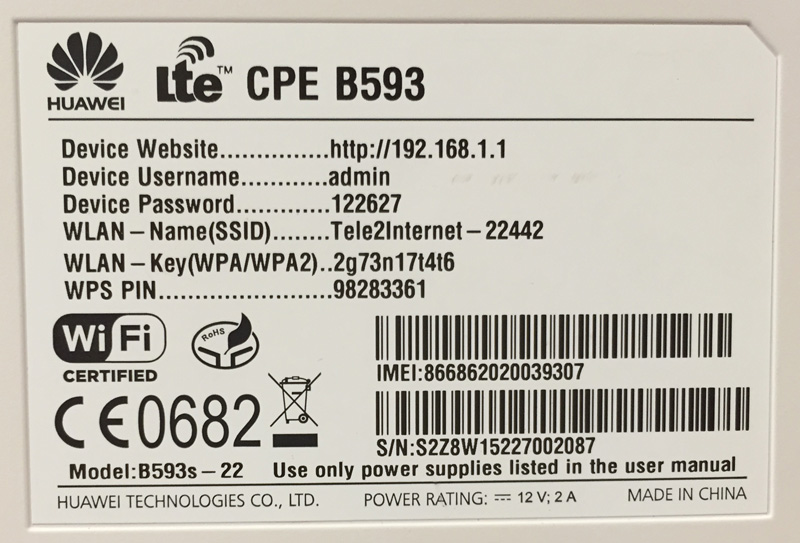 HUAWEI
Lte™ CPE B593
Device Website...............http://192.168.1.1
Device Username...............admin
Device Password...............122627
WLAN-Name(SSID)........Tele2Internet-22442
WLAN-Key(WPA/WPA2)..2g73n17t4t6
WPS PIN............................98283361
Wi Fi
CERTIFIED
RoHS
IMEI:866862020039307
CE0682
S/N:S2Z8W15227002087
Model:B593s-22 Use only power supplies listed in the user manual
HUAWEI TECHNOLOGIES CO., LTD. POWER RATING: ⎓ 12 V; 2 A MADE IN CHINA